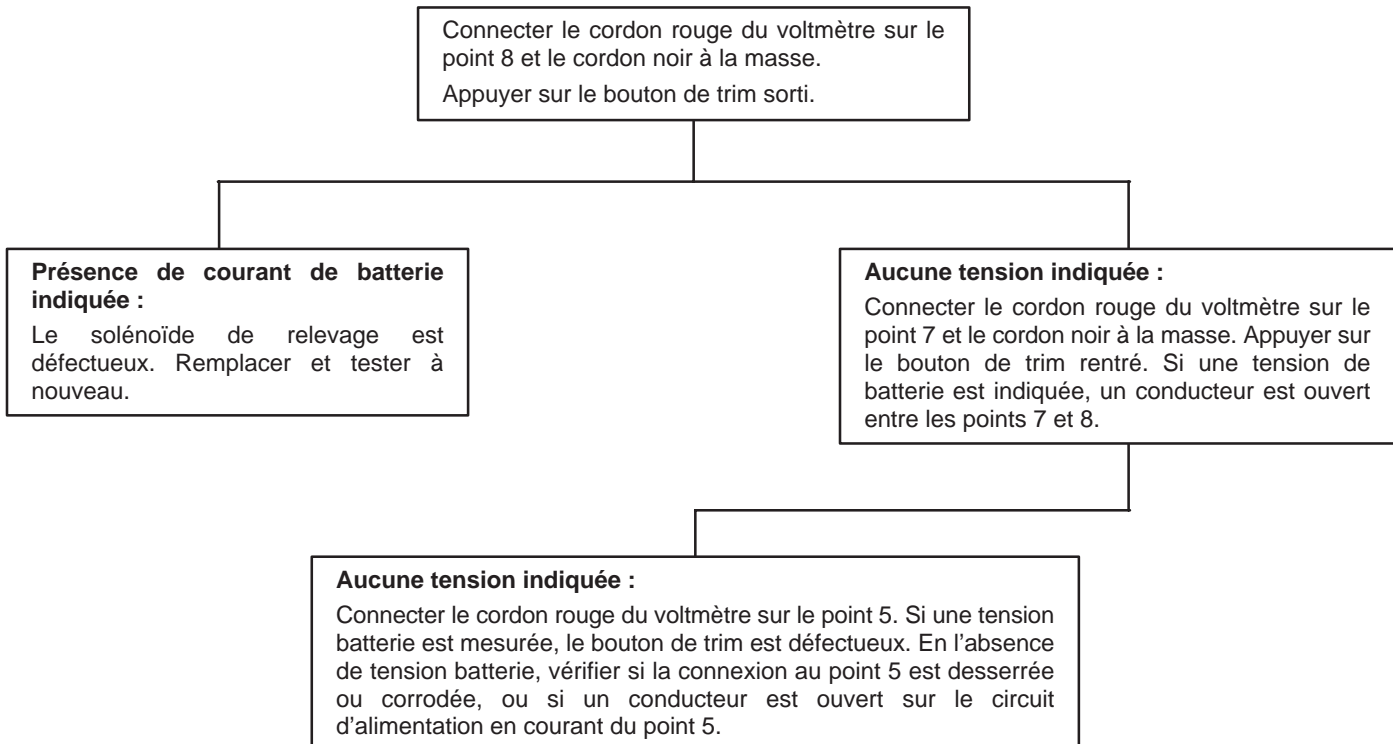 Connecter le cordon rouge du voltmètre sur le
point 8 et le cordon noir à la masse.
Appuyer sur le bouton de trim sorti.
Présence de courant de batterie
indiquée :
Le solénoïde de relevage est
défectueux. Remplacer et tester à
nouveau.
Aucune tension indiquée :
Connecter le cordon rouge du voltmètre sur le
point 7 et le cordon noir à la masse. Appuyer sur
le bouton de trim rentré. Si une tension de
batterie est indiquée, un conducteur est ouvert
entre les points 7 et 8.
Aucune tension indiquée :
Connecter le cordon rouge du voltmètre sur le point 5. Si une tension
batterie est mesurée, le bouton de trim est défectueux. En l’absence
de tension batterie, vérifier si la connexion au point 5 est desserrée
ou corrodée, ou si un conducteur est ouvert sur le circuit
d’alimentation en courant du point 5.